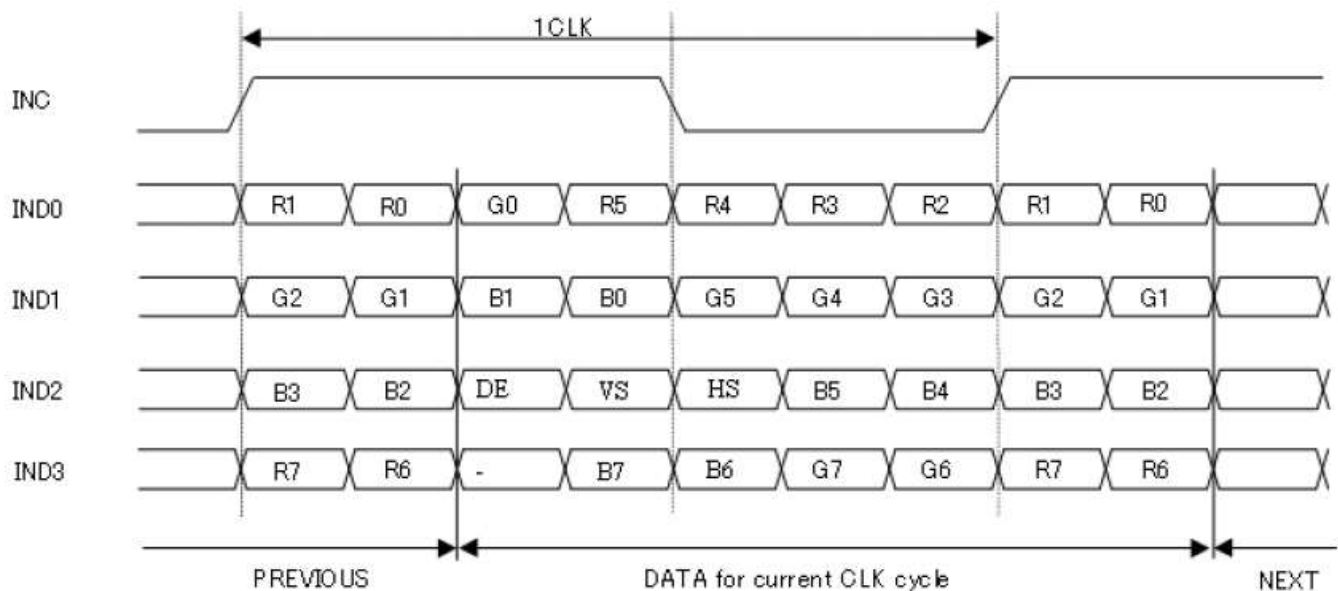 1CLK
INC
IND0 R1 R0 G0 R5 R4 R3 R2 R1 R0
IND1 G2 G1 B1 B0 G5 G4 G3 G2 G1
IND2 B3 B2 DE VS HS B5 B4 B3 B2
IND3 R7 R6 - B7 B6 G7 G6 R7 R6
PREVIOUS DATA for current CLK cycle NEXT